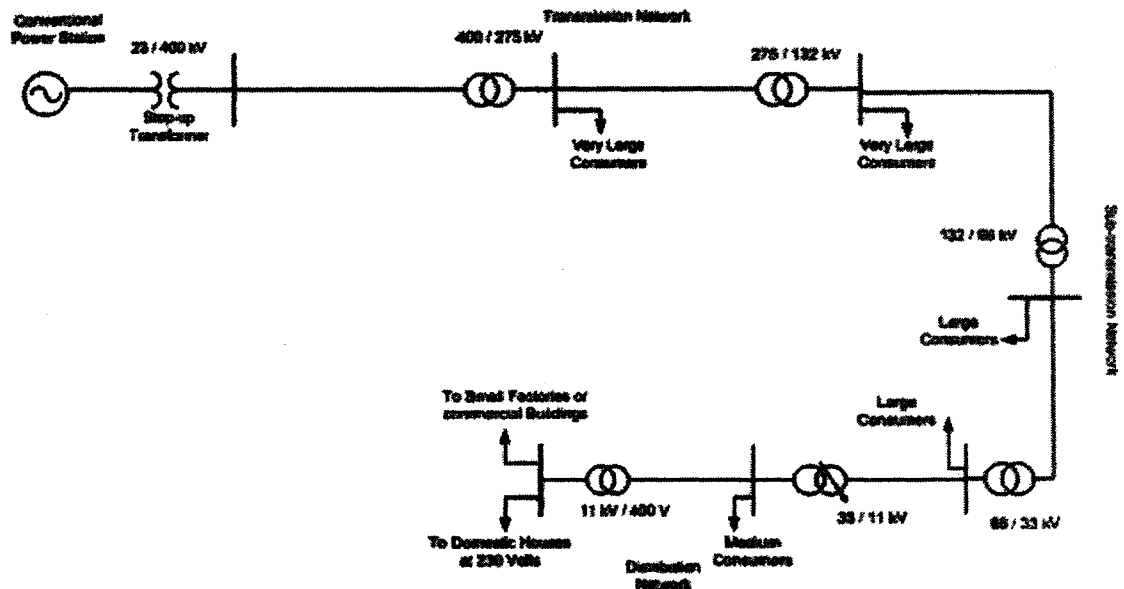 Conventional
Power Station
23 / 400 kV
Step-up
Transformer
Transmission Network
400 / 275 kV
Very Large
Consumers
275 / 132 kV
Very Large
Consumers
132 / 66 kV
Sub-transmission Network
Large
Consumers
Large
Consumers
66 / 33 kV
33 / 11 kV
Medium
Consumers
Distribution
Network
11 kV / 400 V
To Small Factories or
commercial Buildings
To Domestic Houses
at 230 Volts